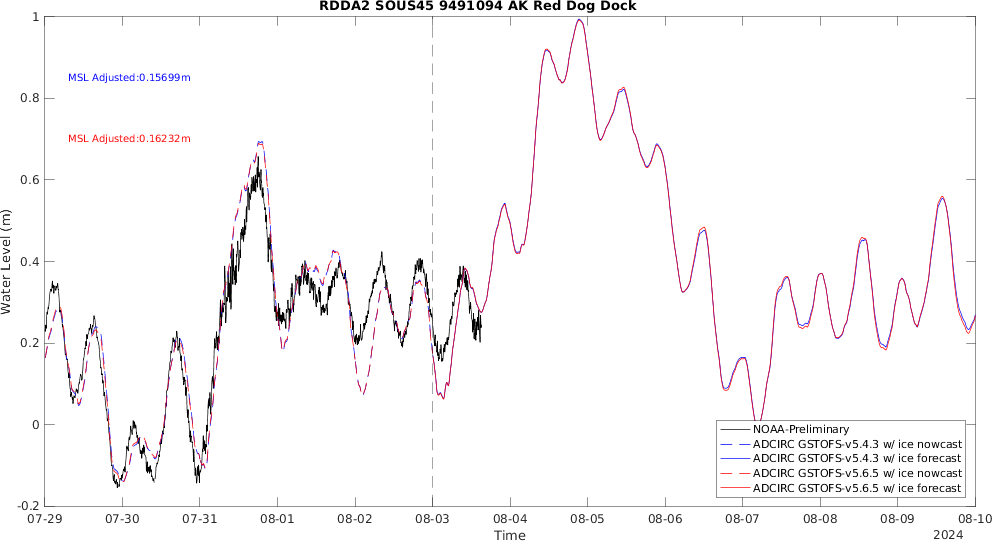 RDDA2 SOUS45 9491094 AK Red Dog Dock
MSL Adjusted:0.15699m
MSL Adjusted:0.16232m
Water Level (m)
1
0.8
0.6
0.4
0.2
0
-0.2
NOAA-Preliminary
ADCIRC GSTOFS-v5.4.3 w/ ice nowcast
ADCIRC GSTOFS-v5.4.3 w/ ice forecast
ADCIRC GSTOFS-v5.6.5 w/ ice nowcast
ADCIRC GSTOFS-v5.6.5 w/ ice forecast
07-29 07-30 07-31 08-01 08-02 08-03 08-04 08-05 08-06 08-07 08-08 08-09 08-10
Time
2024